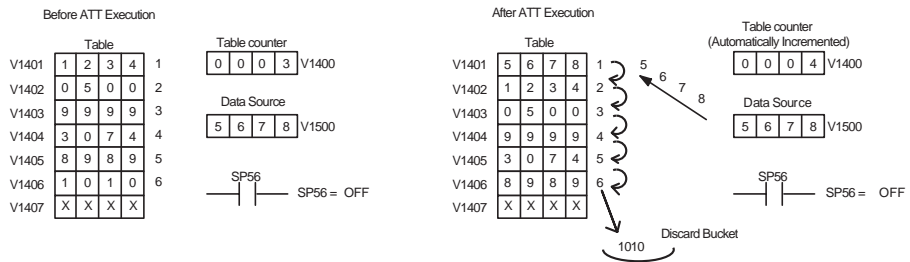 Before ATT Execution
Table
V1401 1 2 3 4 1
V1402 0 5 0 0 2
V1403 9 9 9 9 3
V1404 3 0 7 4 4
V1405 8 9 8 9 5
V1406 1 0 1 0 6
V1407 X X X X
Table counter
0 0 0 3 V1400
Data Source
5 6 7 8 V1500
SP56
SP56 = OFF
After ATT Execution
Table
V1401 5 6 7 8 1
V1402 1 2 3 4 2
V1403 0 5 0 0 3
V1404 9 9 9 9 4
V1405 3 0 7 4 5
V1406 8 9 8 9 6
V1407 X X X X
5 6 7 8
Table counter
(Automatically Incremented)
0 0 0 4 V1400
Data Source
5 6 7 8 V1500
SP56
SP56 = OFF
Discard Bucket
1010